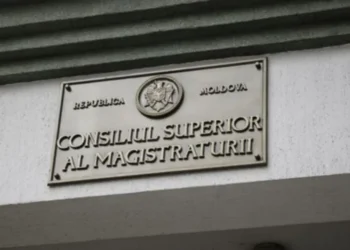 REPUBLICA MOLDOVA
CONSILIUL SUPERIOR
AL MAGISTRATURII